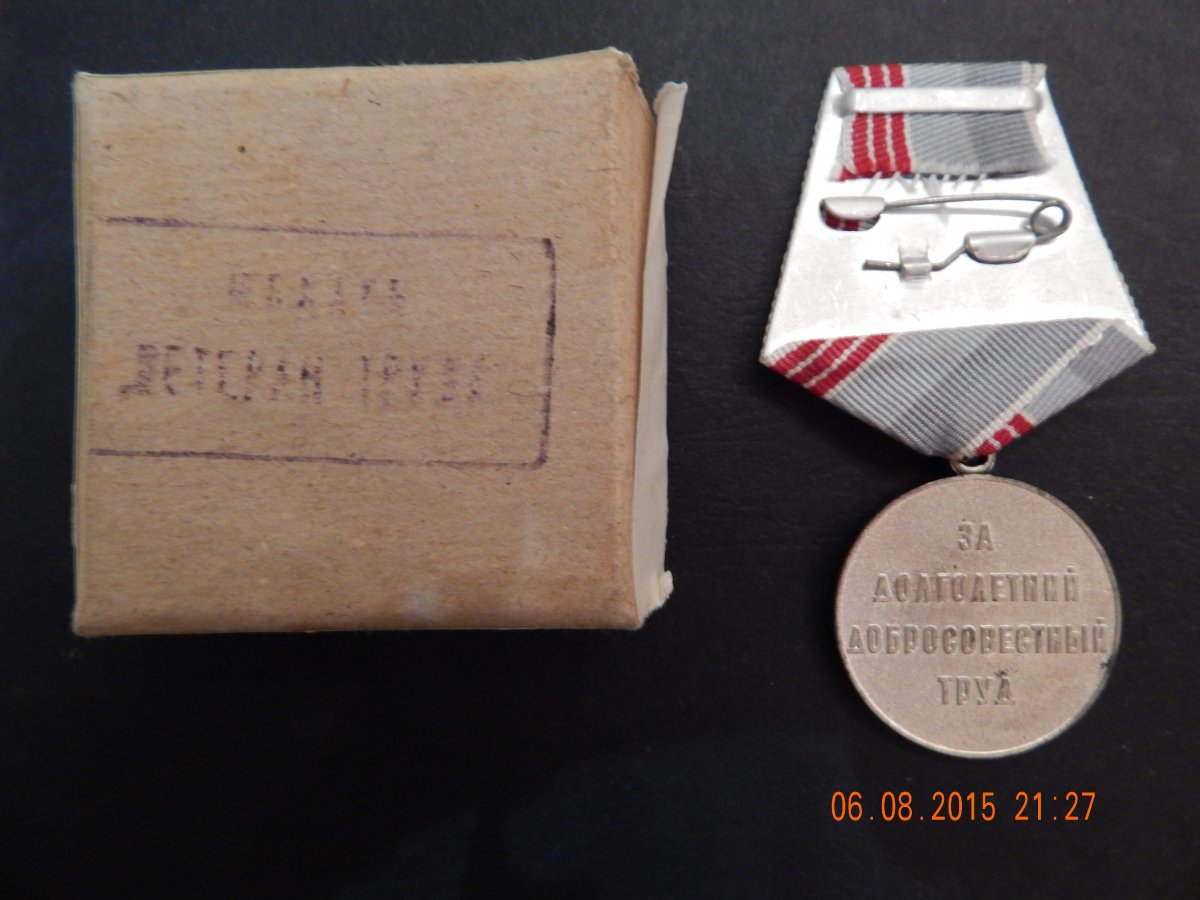 МЕДАЛЬ
ВЕТЕРАН ТРУДА
ЗА
ДОЛГОЛЕТНИЙ
ДОБРОСОВЕСТНЫЙ
ТРУД
06.08.2015 21:27